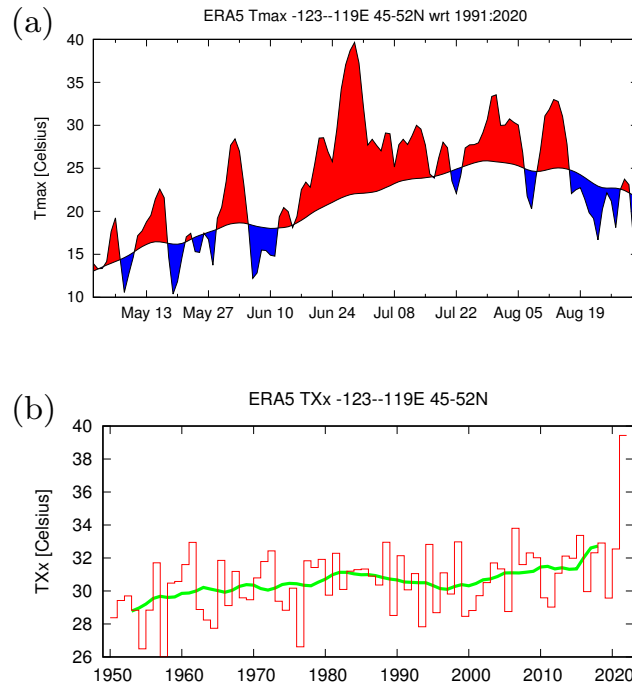 (a)
ERA5 Tmax -123--119E 45-52N wrt 1991:2020
Tmax [Celsius]
40
35
30
25
20
15
10
May 13 May 27 Jun 10 Jun 24 Jul 08 Jul 22 Aug 05 Aug 19
(b)
ERA5 TXx -123--119E 45-52N
TXx [Celsius]
40
38
36
34
32
30
28
26
1950 1960 1970 1980 1990 2000 2010 2020